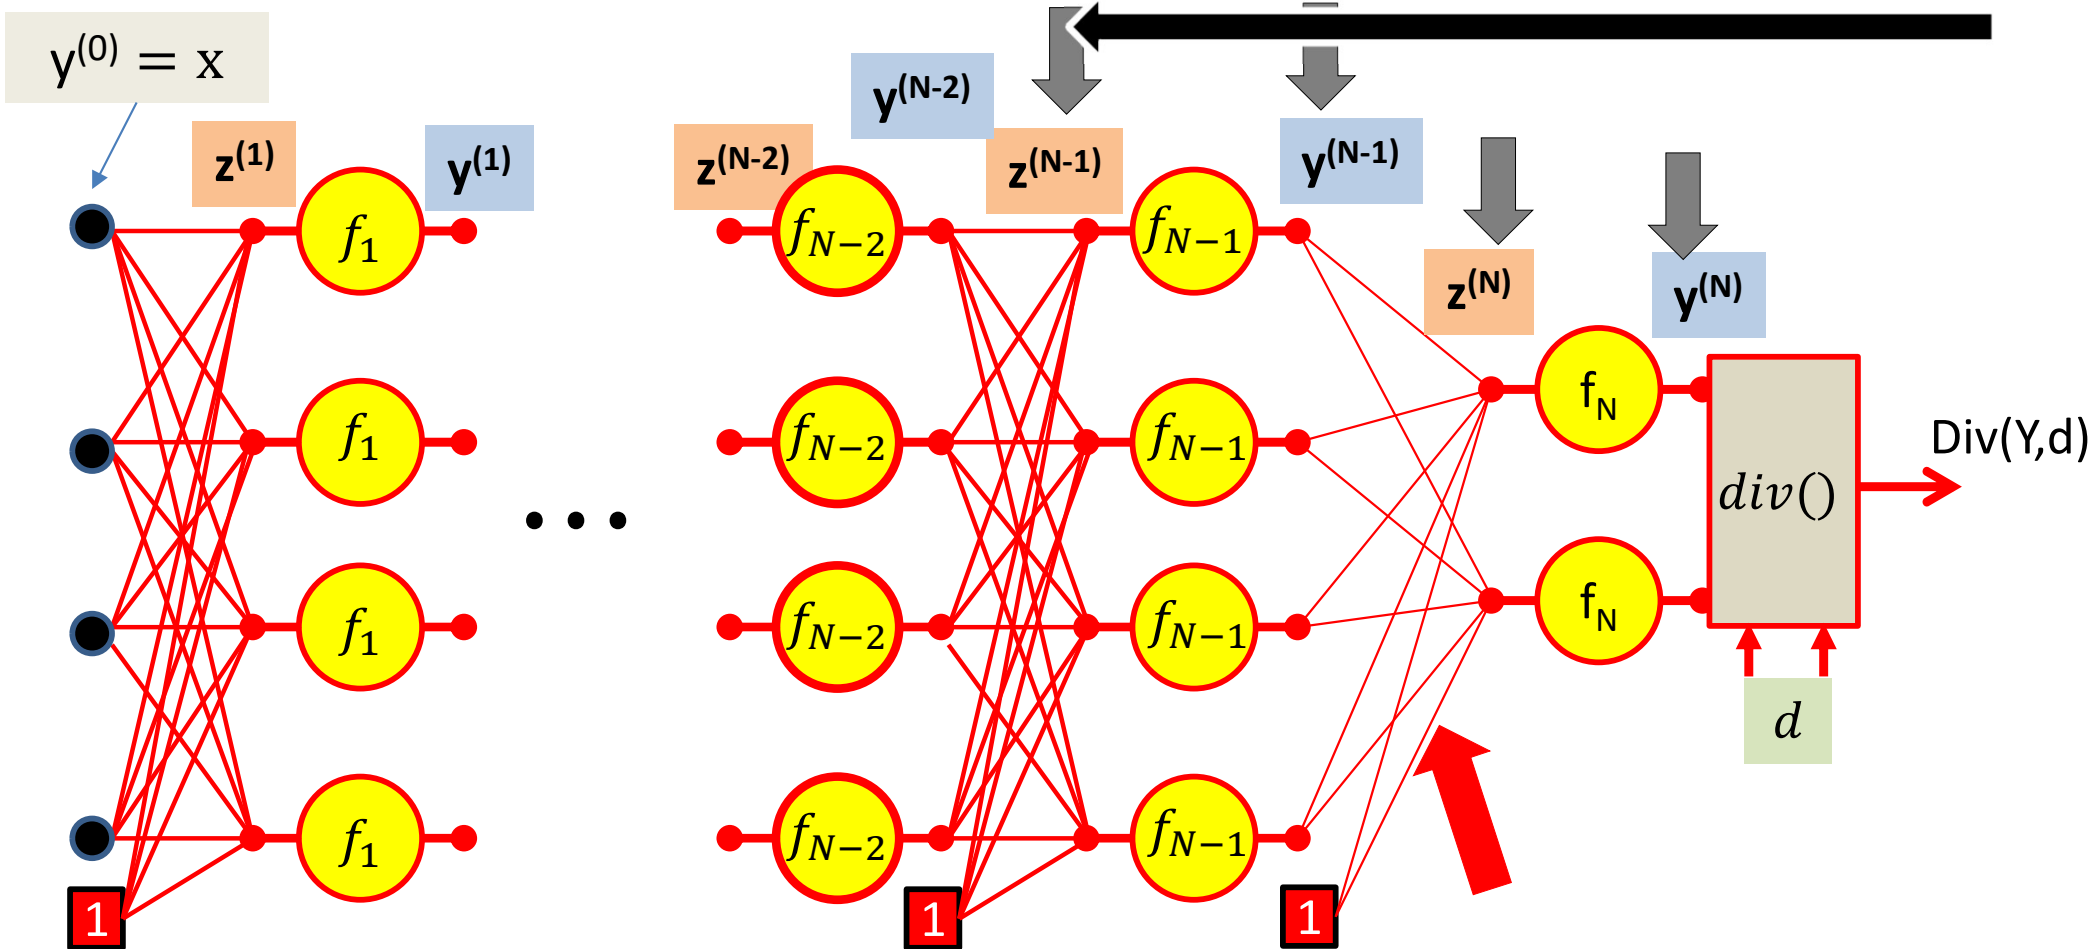 y(0) = x
z(1)
y(1)
z(N-2)
y(N-2)
z(N-1)
y(N-1)
z(N)
y(N)
f1
fN−2
fN−1
f1
fN−2
fN−1
f1
fN−2
fN−1
f1
fN−2
fN−1
fN
fN
...
div()
Div(Y,d)
d
1
1
1